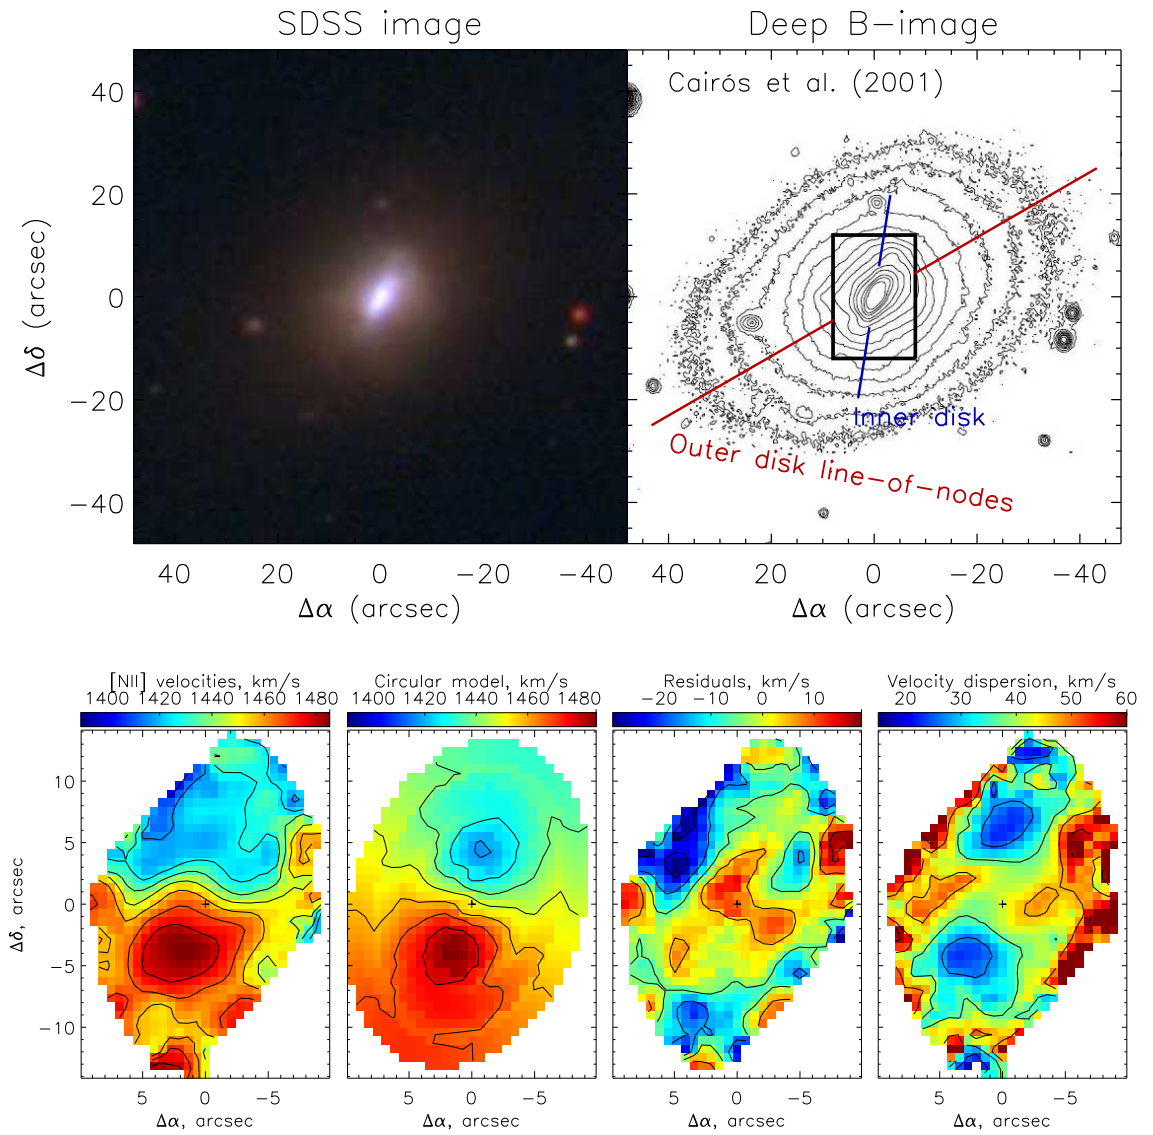 SDSS image
Deep B−image
Cairós et al. (2001)
Inner disk
Outer disk line−of−nodes
40
20
0
−20
−40
Δδ (arcsec)
40 20 0 −20 −40
40 20 0 −20 −40
Δα (arcsec)
Δα (arcsec)
[NII] velocities, km/s
1400 1420 1440 1460 1480
Circular model, km/s
1400 1420 1440 1460 1480
Residuals, km/s
−20 −10 0 10
Velocity dispersion, km/s
20 30 40 50 60
10
5
0
−5
−10
Δδ, arcsec
5 0 −5
5 0 −5
5 0 −5
5 0 −5
Δα, arcsec
Δα, arcsec
Δα, arcsec
Δα, arcsec